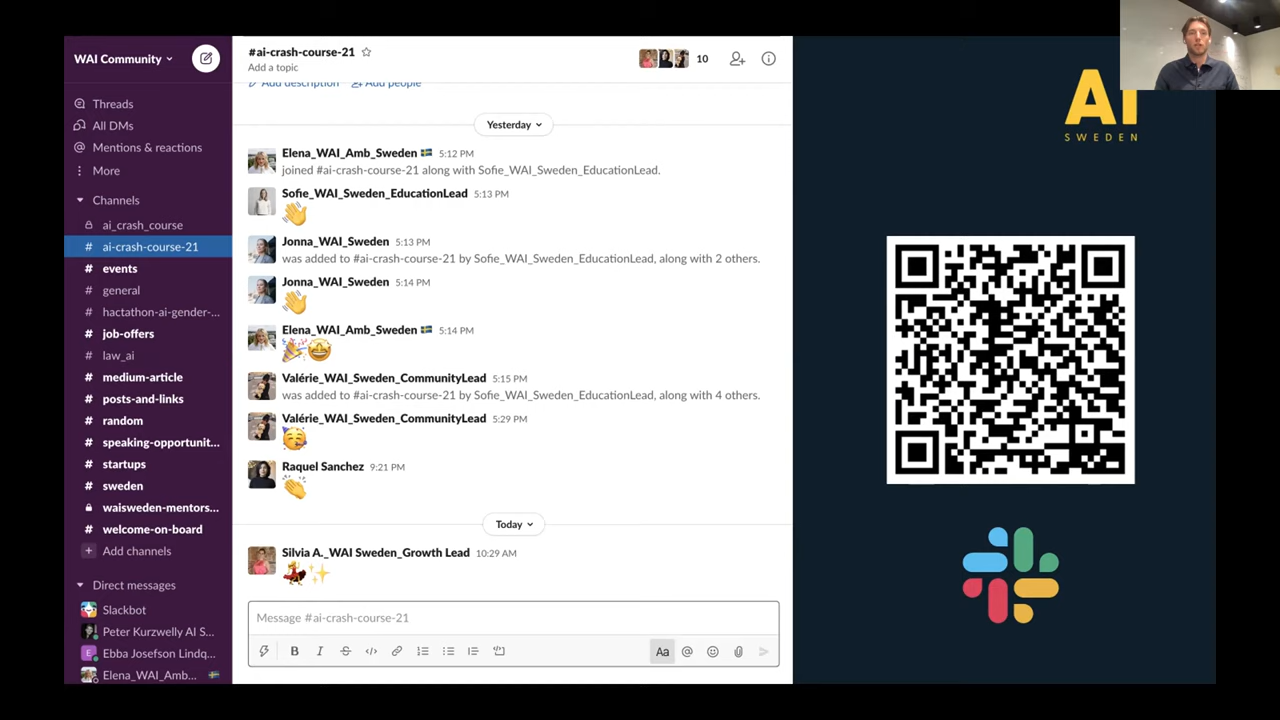 WAI Community
Threads
All DMs
Mentions & reactions
More
Channels
ai_crash_course
# ai-crash-course-21
# events
# general
# hactathon-ai-gender-...
# job-offers
# law_ai
# medium-article
# posts-and-links
# random
# speaking-opportunit...
# startups
# sweden
waisweden-mentors...
# welcome-on-board
+ Add channels
Direct messages
Slackbot
Peter Kurzwelly AI S...
Ebba Josefson Lindq...
Elena_WAI_Amb...
#ai-crash-course-21
Add a topic
10
Add description Add people
Yesterday
Elena_WAI_Amb_Sweden 5:12 PM
joined #ai-crash-course-21 along with Sofie_WAI_Sweden_EducationLead.
Sofie_WAI_Sweden_EducationLead 5:13 PM
Jonna_WAI_Sweden 5:13 PM
was added to #ai-crash-course-21 by Sofie_WAI_Sweden_EducationLead, along with 2 others.
Jonna_WAI_Sweden 5:14 PM
Elena_WAI_Amb_Sweden 5:14 PM
Valérie_WAI_Sweden_CommunityLead 5:15 PM
was added to #ai-crash-course-21 by Sofie_WAI_Sweden_EducationLead, along with 4 others.
Valérie_WAI_Sweden_CommunityLead 5:29 PM
Raquel Sanchez 9:21 PM
Today
Silvia A._WAI Sweden_Growth Lead 10:29 AM
Message #ai-crash-course-21
B I S </> Aa @
E
AI
SWEDEN